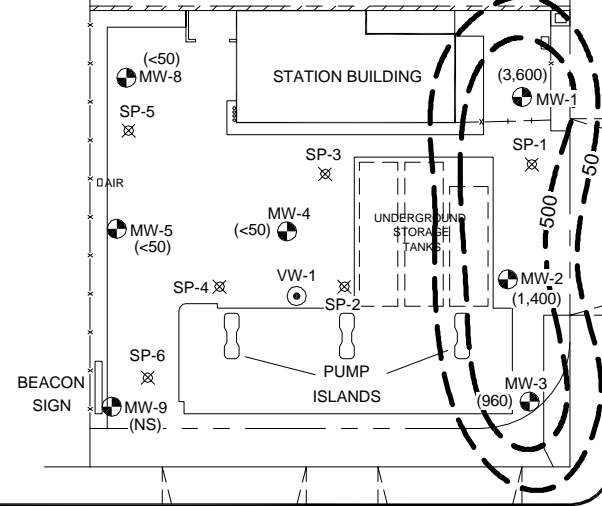 (<50)
MW-8
STATION BUILDING
(3,600)
MW-1
SP-5
SP-3
SP-1
50
AIR
500
MW-4
(<50)
UNDERGROUND
STORAGE
TANKS
MW-5
(<50)
MW-2
(1,400)
SP-4
VW-1
SP-2
SP-6
PUMP
ISLANDS
BEACON
SIGN
MW-3
(960)
MW-9
(NS)